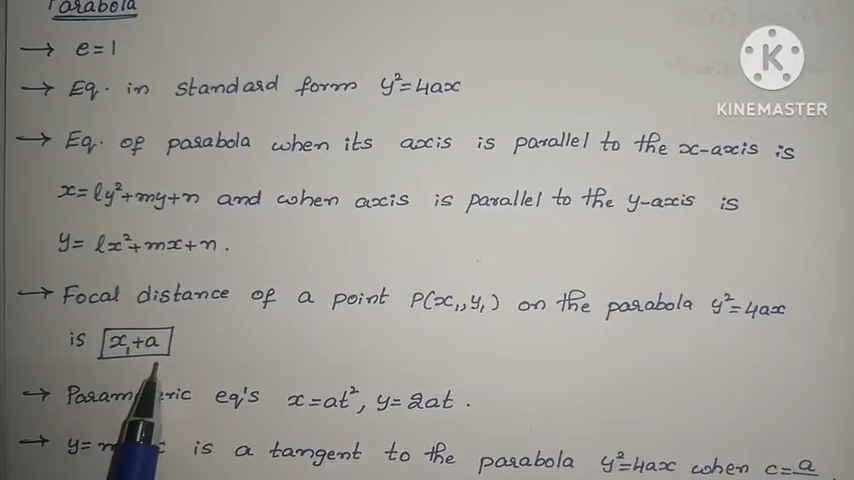 Parabola
→ e=1
→ Eq. in standard form y²=4ax
→ Eq. of parabola when its axis is parallel to the x-axis is
x=ly²+my+n and when axis is parallel to the y-axis is
y= lx²+mx+n.
→ Focal distance of a point P(x₁,y₁) on the parabola y²=4ax
is x₁+a
→ eq's x=at², y=2at.
→ is a tangent to the parabola y²=4ax when c=a
KINEMASTER